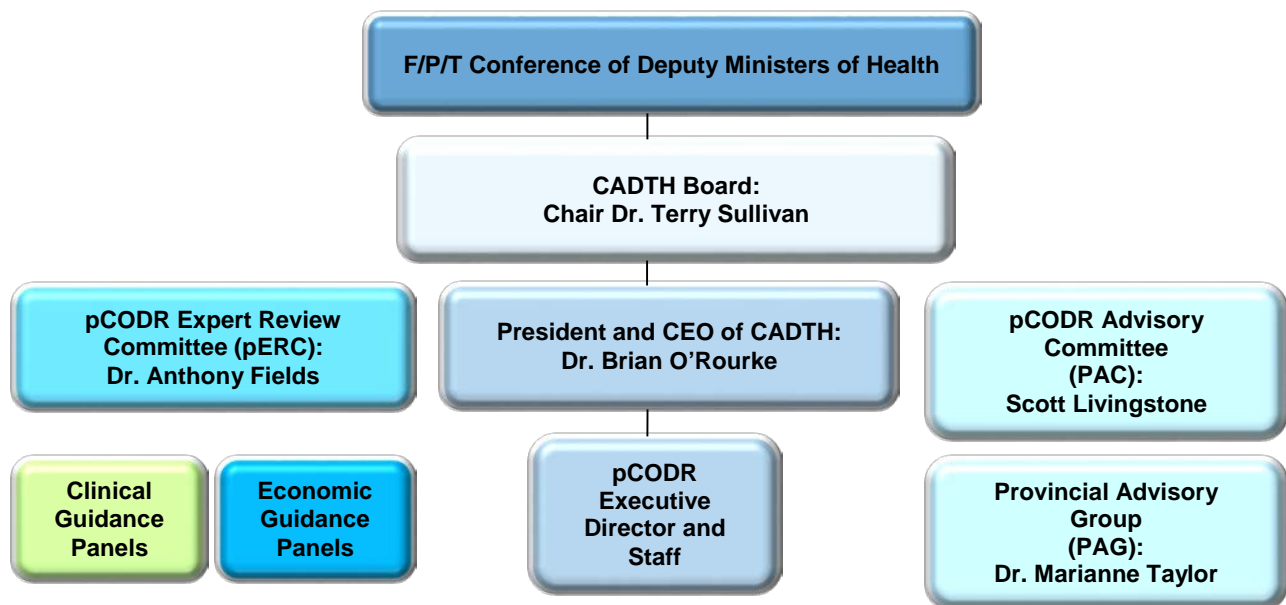 F/P/T Conference of Deputy Ministers of Health
CADTH Board:
Chair Dr. Terry Sullivan
pCODR Expert Review
Committee (pERC):
Dr. Anthony Fields
President and CEO of CADTH:
Dr. Brian O’Rourke
pCODR Advisory
Committee
(PAC):
Scott Livingstone
Clinical
Guidance
Panels
Economic
Guidance
Panels
pCODR
Executive
Director and
Staff
Provincial Advisory
Group
(PAG):
Dr. Marianne Taylor